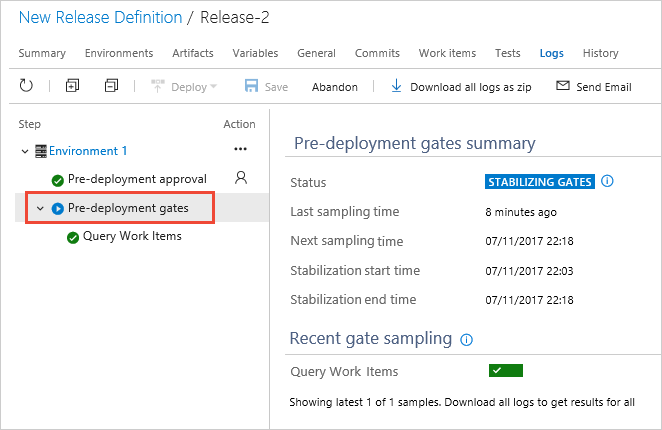 New Release Definition / Release-2
Summary Environments Artifacts Variables General Commits Work items Tests Logs History
Deploy Save Abandon Download all logs as zip Send Email
Step Action
Environment 1 ...
Pre-deployment approval
Pre-deployment gates
Query Work Items
Pre-deployment gates summary
Status STABILIZING GATES
Last sampling time 8 minutes ago
Next sampling time 07/11/2017 22:18
Stabilization start time 07/11/2017 22:03
Stabilization end time 07/11/2017 22:18
Recent gate sampling
Query Work Items
Showing latest 1 of 1 samples. Download all logs to get results for all